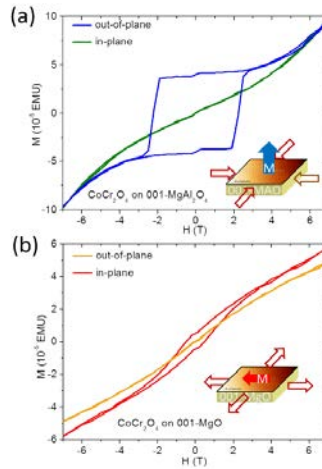 (a)
out-of-plane
in-plane
M (10⁻⁵ EMU)
10
5
0
-5
-10
CoCr₂O₄ on 001-MgAl₂O₄
M
-6 -4 -2 0 2 4 6
H (T)
(b)
out-of-plane
in-plane
M (10⁻⁵ EMU)
6
4
2
0
-2
-4
-6
CoCr₂O₄ on 001-MgO
M
-6 -4 -2 0 2 4 6
H (T)